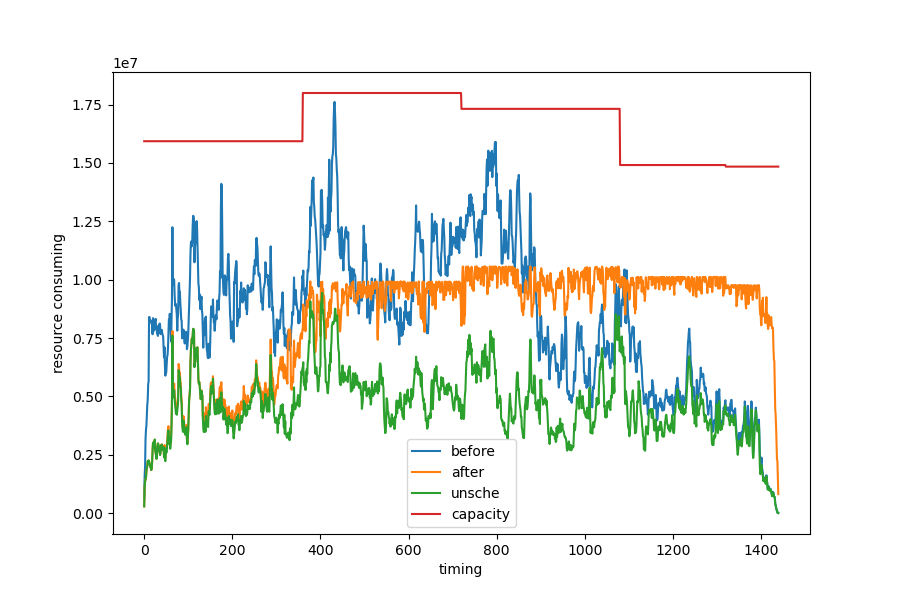 1e7
1.75
1.50
1.25
1.00
0.75
0.50
0.25
0.00
resource consuming
before
after
unsche
capacity
0 200 400 600 800 1000 1200 1400
timing